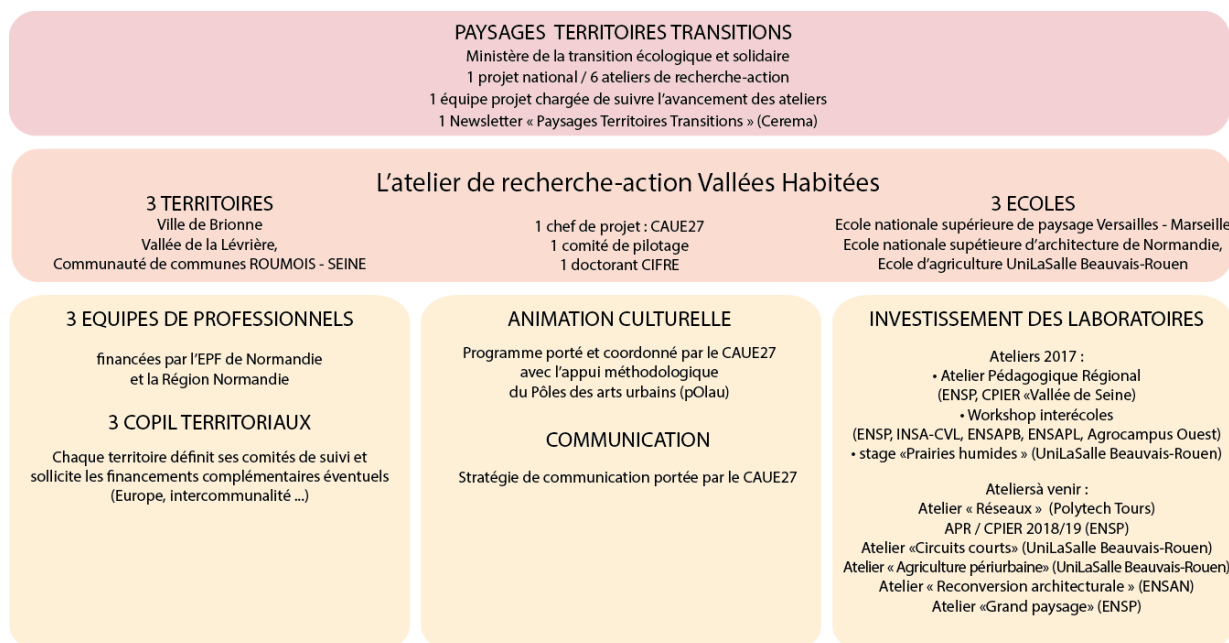 PAYSAGES TERRITOIRES TRANSITIONS
Ministère de la transition écologique et solidaire
1 projet national / 6 ateliers de recherche-action
1 équipe projet chargée de suivre l'avancement des ateliers
1 Newsletter « Paysages Territoires Transitions » (Cerema)
L'atelier de recherche-action Vallées Habitées
3 TERRITOIRES
Ville de Brionne
Vallée de la Lévrière,
Communauté de communes ROUMOIS - SEINE
1 chef de projet : CAUE27
1 comité de pilotage
1 doctorant CIFRE
3 ECOLES
Ecole nationale supérieure de paysage Versailles - Marseille
Ecole nationale supétieure d'architecture de Normandie,
Ecole d'agriculture UniLaSalle Beauvais-Rouen
3 EQUIPES DE PROFESSIONNELS
financées par l'EPF de Normandie
et la Région Normandie
3 COPIL TERRITORIAUX
Chaque territoire définit ses comités de suivi et
sollicite les financements complémentaires éventuels
(Europe, intercommunalité ...)
ANIMATION CULTURELLE
Programme porté et coordonné par le CAUE27
avec l'appui méthodologique
du Pôles des arts urbains (pOlau)
COMMUNICATION
Stratégie de communication portée par le CAUE27
INVESTISSEMENT DES LABORATOIRES
Ateliers 2017 :
• Atelier Pédagogique Régional
(ENSP, CPIER «Vallée de Seine)
• Workshop interécoles
(ENSP, INSA-CVL, ENSAPB, ENSAPL, Agrocampus Ouest)
• stage «Prairies humides » (UniLaSalle Beauvais-Rouen)
Ateliersà venir :
Atelier « Réseaux » (Polytech Tours)
APR / CPIER 2018/19 (ENSP)
Atelier «Circuits courts» (UniLaSalle Beauvais-Rouen)
Atelier « Agriculture périurbaine» (UniLaSalle Beauvais-Rouen)
Atelier « Reconversion architecturale » (ENSAN)
Atelier «Grand paysage» (ENSP)